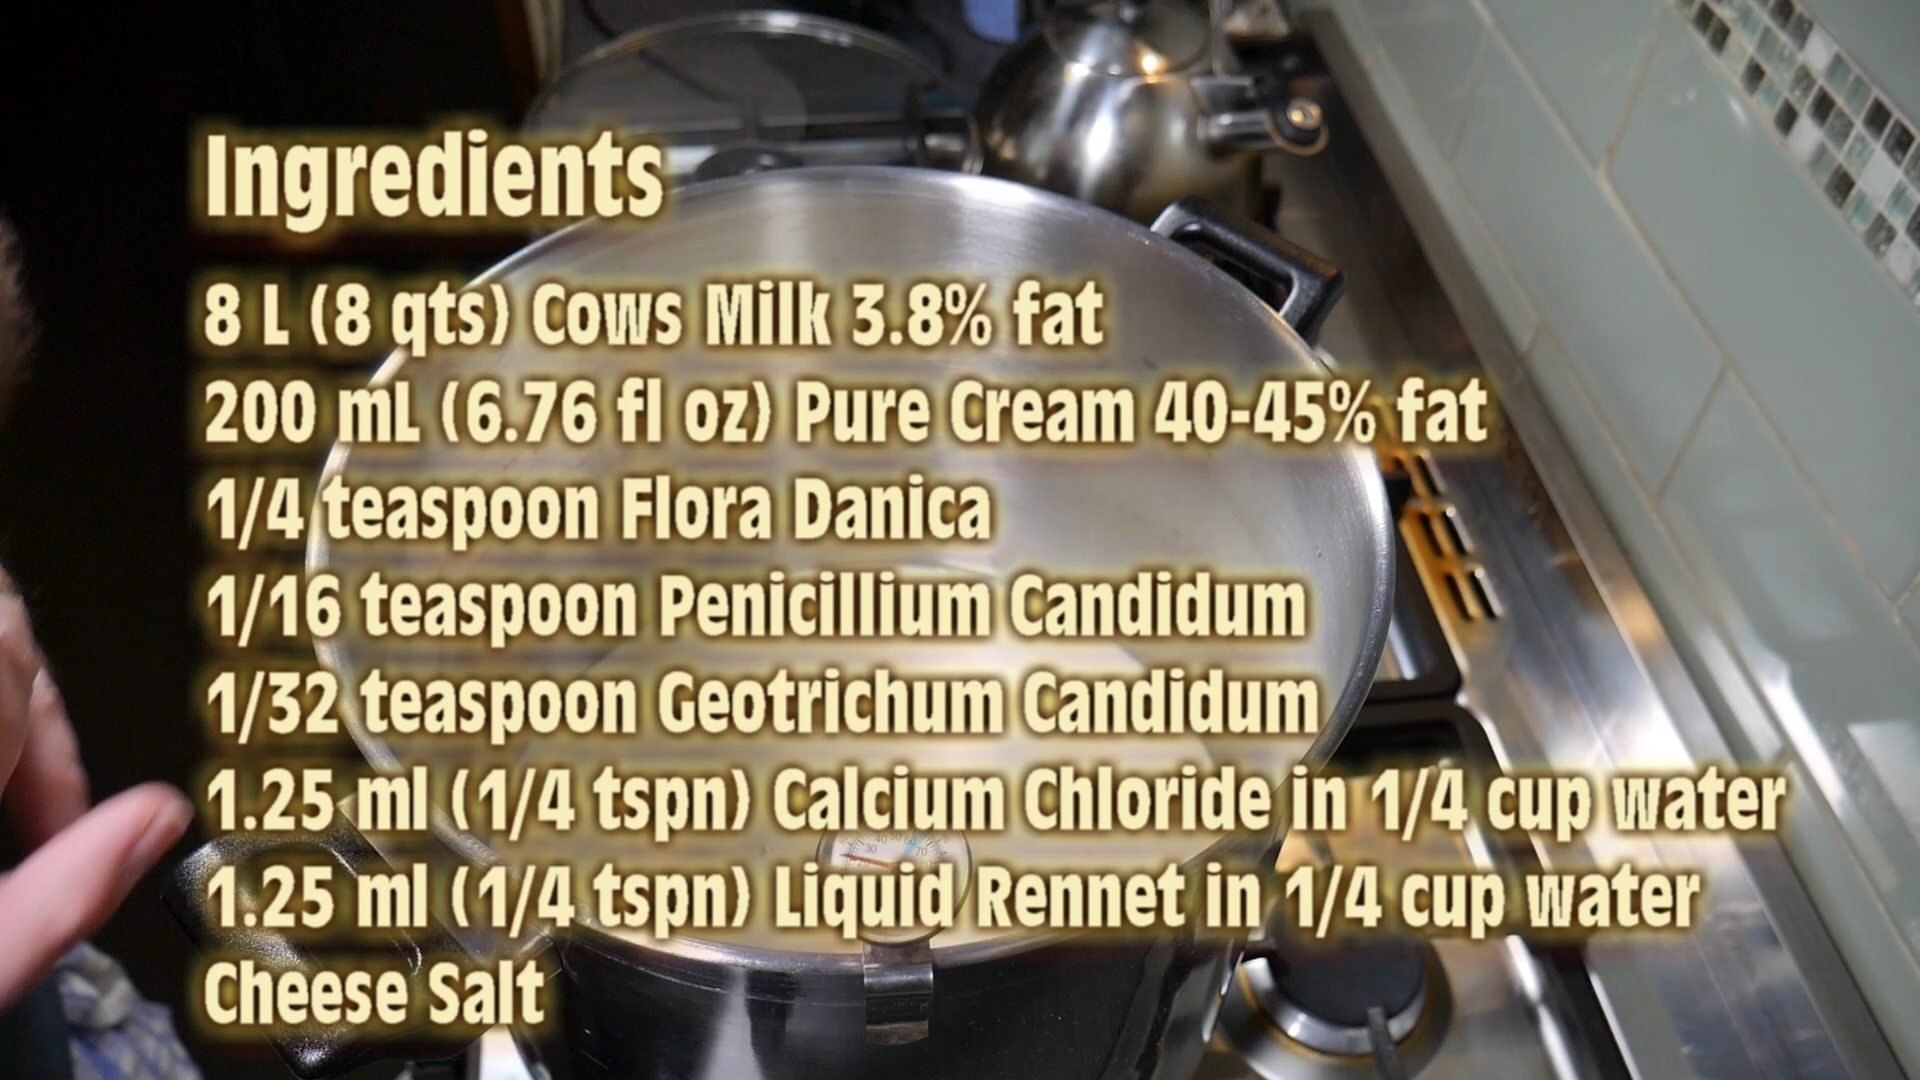 Ingredients
8 L (8 qts) Cows Milk 3.8% fat
200 mL (6.76 fl oz) Pure Cream 40-45% fat
1/4 teaspoon Flora Danica
1/16 teaspoon Penicillium Candidum
1/32 teaspoon Geotrichum Candidum
1.25 ml (1/4 tspn) Calcium Chloride in 1/4 cup water
1.25 ml (1/4 tspn) Liquid Rennet in 1/4 cup water
Cheese Salt